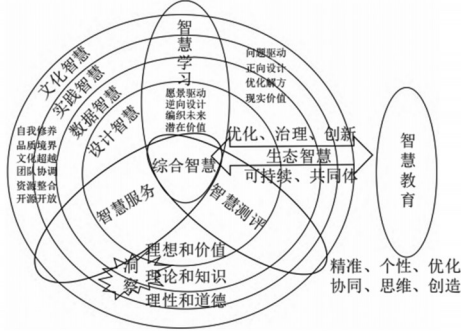 文化智慧
实践智慧
数据智慧
设计智慧
智慧学习
愿景驱动
逆向设计
编织未来
潜在价值
问题驱动
正向设计
优化解方
现实价值
自我修养
品质境界
文化超越
团队协调
资源整合
开源开放
综合智慧
优化、治理、创新
生态智慧
可持续、共同体
智慧教育
智慧服务
智慧测评
洞察
理想和价值
理论和知识
理性和道德
精准、个性、优化
协同、思维、创造